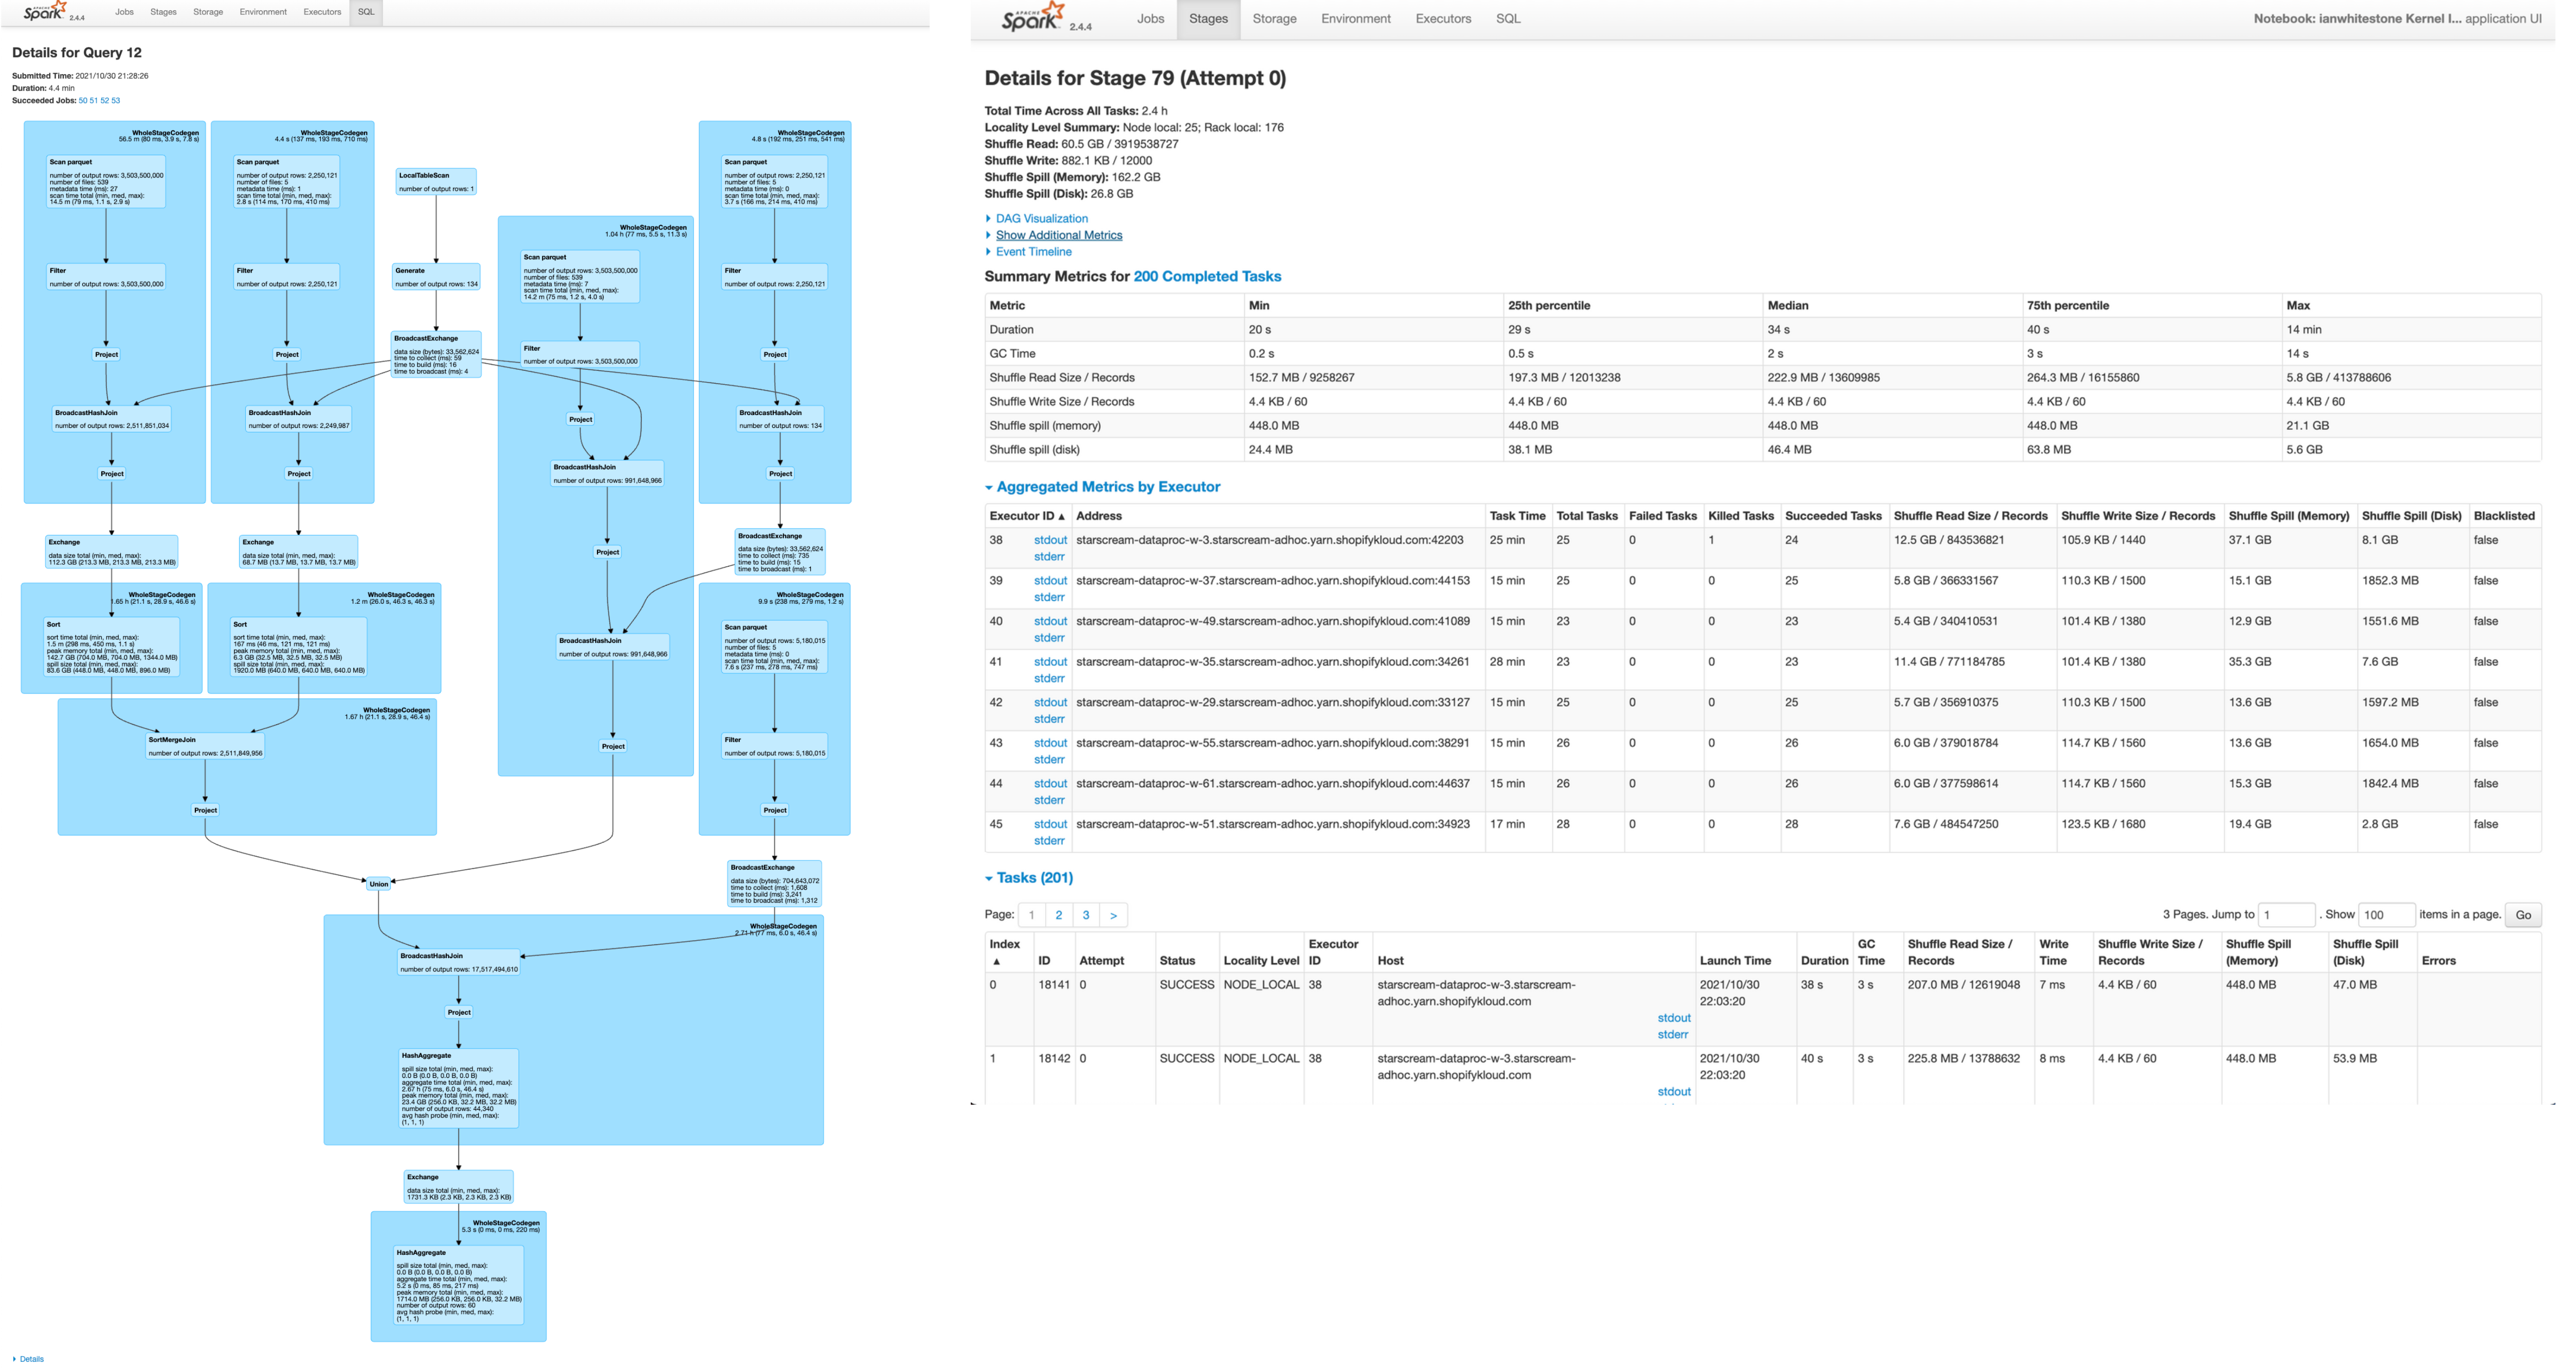 APACHE
Spark 2.4.4
Jobs Stages Storage Environment Executors SQL
Details for Query 12
Submitted Time: 2021/10/30 21:28:26
Duration: 4.4 min
Succeeded Jobs: 50 51 52 53
WholeStageCodegen
56.5 m (80 ms, 3.9 s, 7.8 s)
Scan parquet
number of output rows: 3,503,500,000
number of files: 539
metadata time (ms): 27
scan time total (min, med, max):
14.5 m (79 ms, 1.1 s, 2.9 s)
Filter
number of output rows: 3,503,500,000
Project
BroadcastHashJoin
number of output rows: 2,511,851,034
Project
WholeStageCodegen
4.4 s (137 ms, 193 ms, 710 ms)
Scan parquet
number of output rows: 2,250,121
number of files: 5
metadata time (ms): 1
scan time total (min, med, max):
2.8 s (114 ms, 170 ms, 410 ms)
Filter
number of output rows: 2,250,121
Project
BroadcastHashJoin
number of output rows: 2,249,987
Project
LocalTableScan
number of output rows: 1
Generate
number of output rows: 134
BroadcastExchange
data size (bytes): 33,562,624
time to collect (ms): 59
time to build (ms): 16
time to broadcast (ms): 4
WholeStageCodegen
1.04 h (77 ms, 5.5 s, 11.3 s)
Scan parquet
number of output rows: 3,503,500,000
number of files: 539
metadata time (ms): 7
scan time total (min, med, max):
14.2 m (75 ms, 1.2 s, 4.0 s)
Filter
number of output rows: 3,503,500,000
Project
BroadcastHashJoin
number of output rows: 991,648,966
Project
BroadcastHashJoin
number of output rows: 991,648,966
Project
WholeStageCodegen
4.8 s (192 ms, 251 ms, 541 ms)
Scan parquet
number of output rows: 2,250,121
number of files: 5
metadata time (ms): 0
scan time total (min, med, max):
3.7 s (166 ms, 214 ms, 410 ms)
Filter
number of output rows: 2,250,121
Project
BroadcastHashJoin
number of output rows: 134
Project
BroadcastExchange
data size (bytes): 33,562,624
time to collect (ms): 735
time to build (ms): 15
time to broadcast (ms): 1
Exchange
data size total (min, med, max):
112.3 GB (213.3 MB, 213.3 MB, 213.3 MB)
Exchange
data size total (min, med, max):
68.7 MB (13.7 MB, 13.7 MB, 13.7 MB)
WholeStageCodegen
1.65 h (21.1 s, 28.9 s, 46.6 s)
Sort
sort time total (min, med, max):
1.5 m (298 ms, 450 ms, 1.1 s)
peak memory total (min, med, max):
142.7 GB (704.0 MB, 704.0 MB, 1344.0 MB)
spill size total (min, med, max):
83.6 GB (448.0 MB, 448.0 MB, 896.0 MB)
WholeStageCodegen
1.2 m (26.0 s, 46.3 s, 46.3 s)
Sort
sort time total (min, med, max):
167 ms (46 ms, 121 ms, 121 ms)
peak memory total (min, med, max):
6.3 GB (32.5 MB, 32.5 MB, 32.5 MB)
spill size total (min, med, max):
1920.0 MB (640.0 MB, 640.0 MB, 640.0 MB)
WholeStageCodegen
1.67 h (21.1 s, 28.9 s, 46.4 s)
SortMergeJoin
number of output rows: 2,511,849,956
Project
WholeStageCodegen
9.9 s (238 ms, 279 ms, 1.2 s)
Scan parquet
number of output rows: 5,180,015
number of files: 5
metadata time (ms): 0
scan time total (min, med, max):
7.6 s (237 ms, 278 ms, 747 ms)
Filter
number of output rows: 5,180,015
Project
BroadcastExchange
data size (bytes): 704,643,072
time to collect (ms): 1,608
time to build (ms): 3,241
time to broadcast (ms): 1,312
Union
WholeStageCodegen
2.71 h (77 ms, 6.0 s, 46.4 s)
BroadcastHashJoin
number of output rows: 17,517,494,610
Project
HashAggregate
spill size total (min, med, max):
0.0 B (0.0 B, 0.0 B, 0.0 B)
aggregate time total (min, med, max):
2.67 h (75 ms, 6.0 s, 46.4 s)
peak memory total (min, med, max):
23.4 GB (256.0 KB, 32.2 MB, 32.2 MB)
number of output rows: 44,340
avg hash probe (min, med, max):
(1, 1, 1)
Exchange
data size total (min, med, max):
1731.3 KB (2.3 KB, 2.3 KB, 2.3 KB)
WholeStageCodegen
5.3 s (0 ms, 0 ms, 220 ms)
HashAggregate
spill size total (min, med, max):
0.0 B (0.0 B, 0.0 B, 0.0 B)
aggregate time total (min, med, max):
5.2 s (0 ms, 85 ms, 217 ms)
peak memory total (min, med, max):
1714.0 MB (256.0 KB, 256.0 KB, 32.2 MB)
number of output rows: 60
avg hash probe (min, med, max):
(1, 1, 1)
Details
APACHE
Spark 2.4.4
Jobs Stages Storage Environment Executors SQL Notebook: ianwhitestone Kernel I... application UI
Details for Stage 79 (Attempt 0)
Total Time Across All Tasks: 2.4 h
Locality Level Summary: Node local: 25; Rack local: 176
Shuffle Read: 60.5 GB / 3919538727
Shuffle Write: 882.1 KB / 12000
Shuffle Spill (Memory): 162.2 GB
Shuffle Spill (Disk): 26.8 GB
DAG Visualization
Show Additional Metrics
Event Timeline
Summary Metrics for 200 Completed Tasks
Metric Min 25th percentile Median 75th percentile Max
Duration 20 s 29 s 34 s 40 s 14 min
GC Time 0.2 s 0.5 s 2 s 3 s 14 s
Shuffle Read Size / Records 152.7 MB / 9258267 197.3 MB / 12013238 222.9 MB / 13609985 264.3 MB / 16155860 5.8 GB / 413788606
Shuffle Write Size / Records 4.4 KB / 60 4.4 KB / 60 4.4 KB / 60 4.4 KB / 60 4.4 KB / 60
Shuffle spill (memory) 448.0 MB 448.0 MB 448.0 MB 448.0 MB 21.1 GB
Shuffle spill (disk) 24.4 MB 38.1 MB 46.4 MB 63.8 MB 5.6 GB
Aggregated Metrics by Executor
Executor ID ▲ Address Task Time Total Tasks Failed Tasks Killed Tasks Succeeded Tasks Shuffle Read Size / Records Shuffle Write Size / Records Shuffle Spill (Memory) Shuffle Spill (Disk) Blacklisted
38 stdout starscream-dataproc-w-3.starscream-adhoc.yarn.shopifykloud.com:42203 25 min 25 0 1 24 12.5 GB / 843536821 105.9 KB / 1440 37.1 GB 8.1 GB false
stderr
39 stdout starscream-dataproc-w-37.starscream-adhoc.yarn.shopifykloud.com:44153 15 min 25 0 0 25 5.8 GB / 366331567 110.3 KB / 1500 15.1 GB 1852.3 MB false
stderr
40 stdout starscream-dataproc-w-49.starscream-adhoc.yarn.shopifykloud.com:41089 15 min 23 0 0 23 5.4 GB / 340410531 101.4 KB / 1380 12.9 GB 1551.6 MB false
stderr
41 stdout starscream-dataproc-w-35.starscream-adhoc.yarn.shopifykloud.com:34261 28 min 23 0 0 23 11.4 GB / 771184785 101.4 KB / 1380 35.3 GB 7.6 GB false
stderr
42 stdout starscream-dataproc-w-29.starscream-adhoc.yarn.shopifykloud.com:33127 15 min 25 0 0 25 5.7 GB / 356910375 110.3 KB / 1500 13.6 GB 1597.2 MB false
stderr
43 stdout starscream-dataproc-w-55.starscream-adhoc.yarn.shopifykloud.com:38291 15 min 26 0 0 26 6.0 GB / 379018784 114.7 KB / 1560 13.6 GB 1654.0 MB false
stderr
44 stdout starscream-dataproc-w-61.starscream-adhoc.yarn.shopifykloud.com:44637 15 min 26 0 0 26 6.0 GB / 377598614 114.7 KB / 1560 15.3 GB 1842.4 MB false
stderr
45 stdout starscream-dataproc-w-51.starscream-adhoc.yarn.shopifykloud.com:34923 17 min 28 0 0 28 7.6 GB / 484547250 123.5 KB / 1680 19.4 GB 2.8 GB false
stderr
Tasks (201)
Page: 1 2 3 > 3 Pages. Jump to 1 . Show 100 items in a page. Go
Index ▲ ID Attempt Status Locality Level Executor ID Host Launch Time Duration GC Time Shuffle Read Size / Records Write Time Shuffle Write Size / Records Shuffle Spill (Memory) Shuffle Spill (Disk) Errors
0 18141 0 SUCCESS NODE_LOCAL 38 starscream-dataproc-w-3.starscream- 2021/10/30 38 s 3 s 207.0 MB / 12619048 7 ms 4.4 KB / 60 448.0 MB 47.0 MB
adhoc.yarn.shopifykloud.com 22:03:20
stdout
stderr
1 18142 0 SUCCESS NODE_LOCAL 38 starscream-dataproc-w-3.starscream- 2021/10/30 40 s 3 s 225.8 MB / 13788632 8 ms 4.4 KB / 60 448.0 MB 53.9 MB
adhoc.yarn.shopifykloud.com 22:03:20
stdout